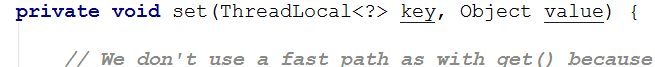 private void set(ThreadLocal<?> key, Object value) {
// We don't use a fast path as with get() because